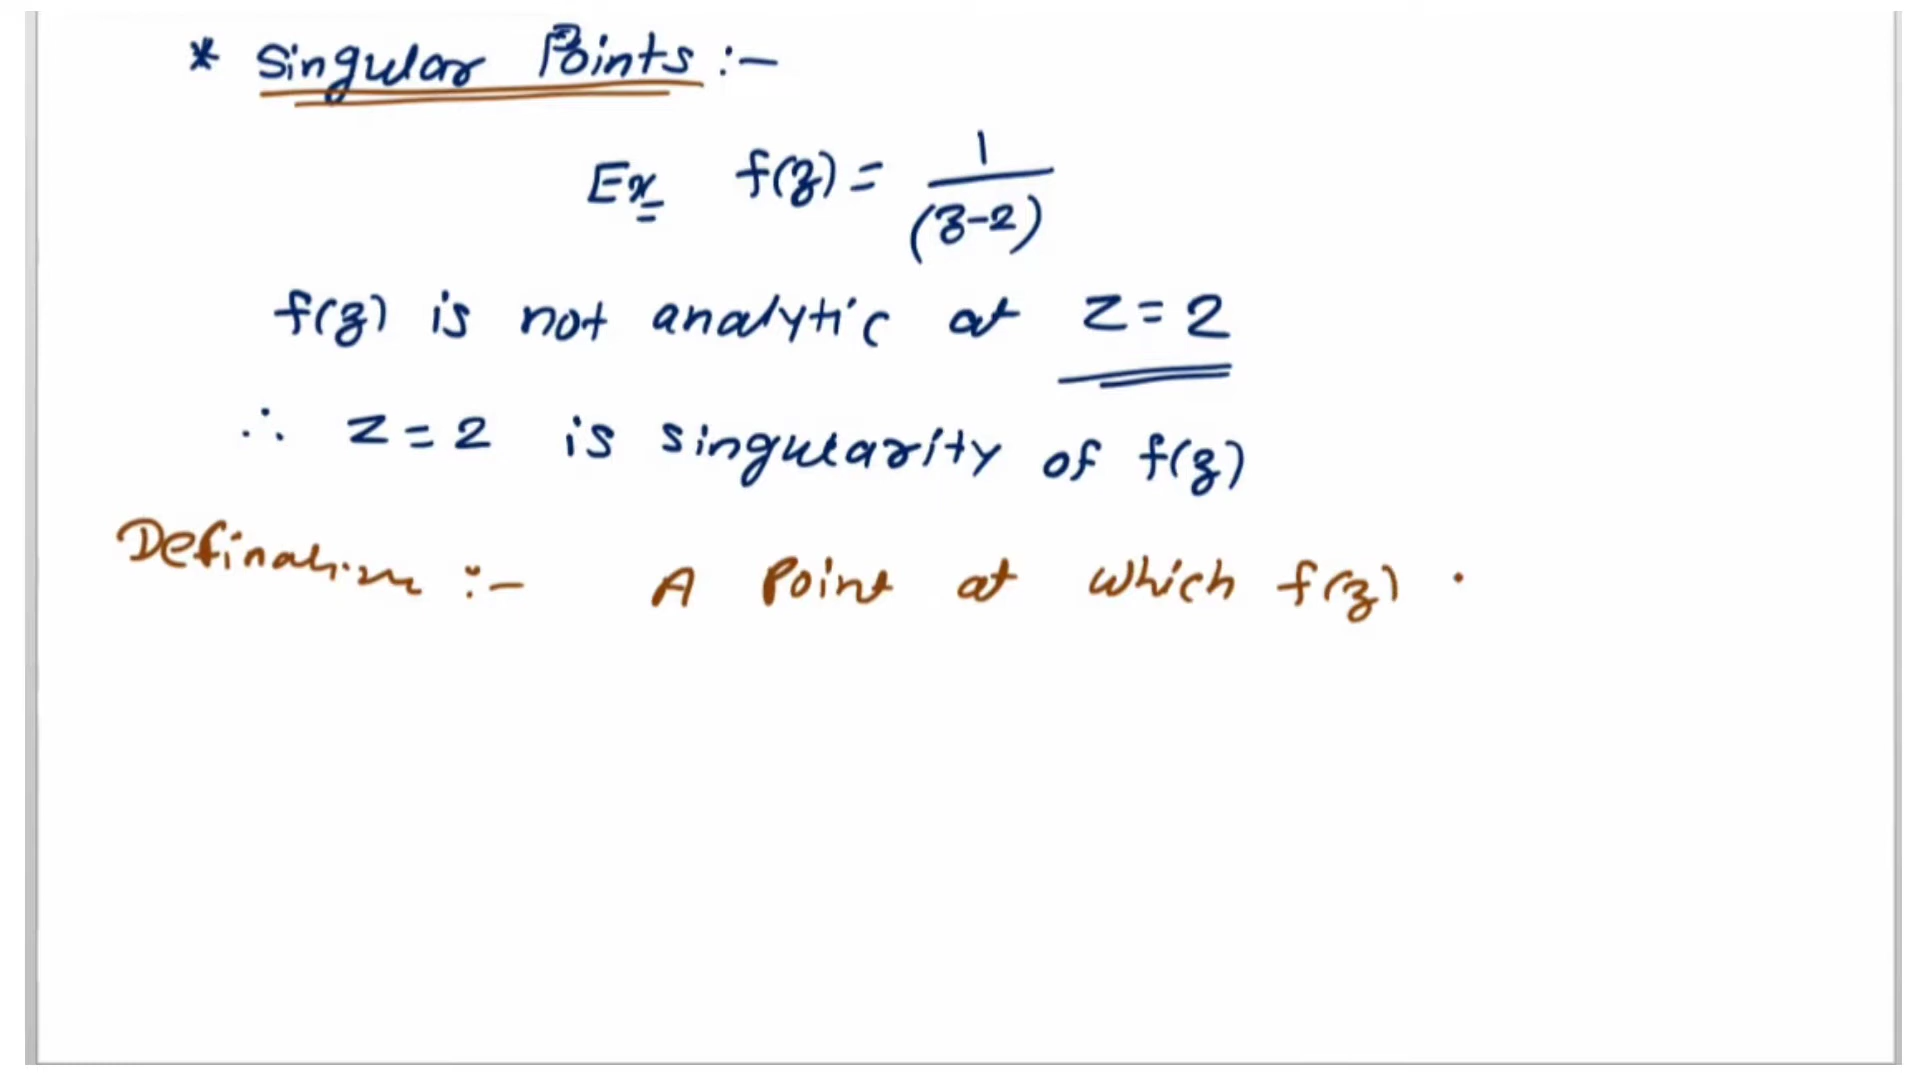 * Singular Points :-
Ex f(z) = 1/(z-2)
f(z) is not analytic at z = 2
∴ z = 2 is singularity of f(z)
Defination :- A Point at which f(z)